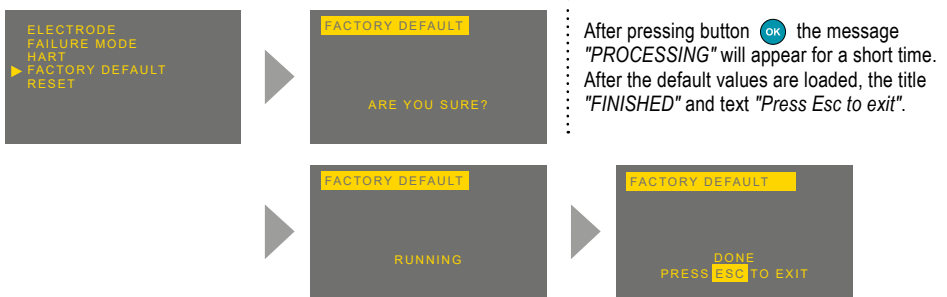 ELECTRODE
FAILURE MODE
HART
FACTORY DEFAULT
RESET
FACTORY DEFAULT
ARE YOU SURE?
After pressing button OK the message
"PROCESSING" will appear for a short time.
After the default values are loaded, the title
"FINISHED" and text "Press Esc to exit".
FACTORY DEFAULT
RUNNING
FACTORY DEFAULT
DONE
PRESS ESC TO EXIT